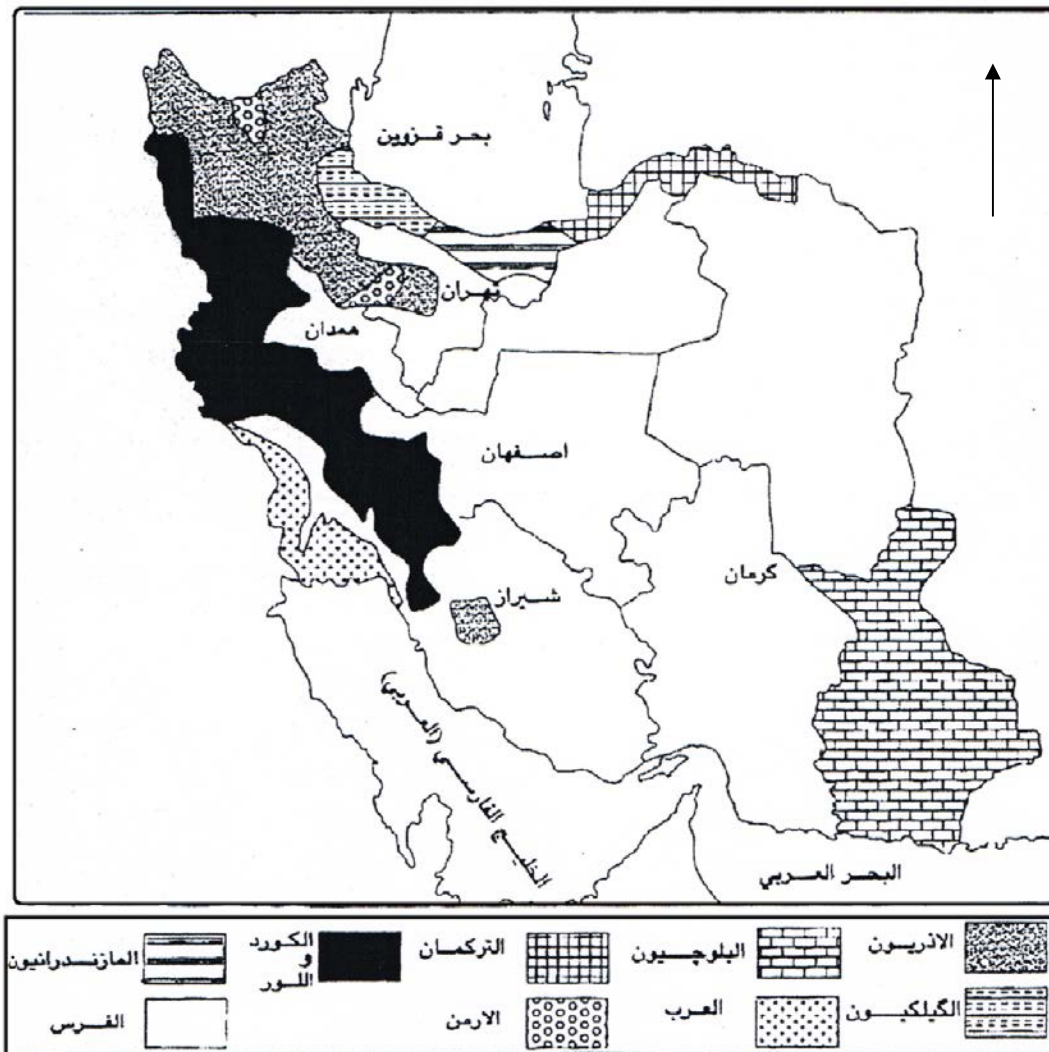 بحر قزوين
تهران
همدان
اصفهان
كرمان
شيراز
الخليج الفارسي (العربي)
البحر العربي
الاذريون
البلوچيون
التركمان
الكورد
و
اللور
المازندرانيون
الگيلكيون
العرب
الارمن
الفرس